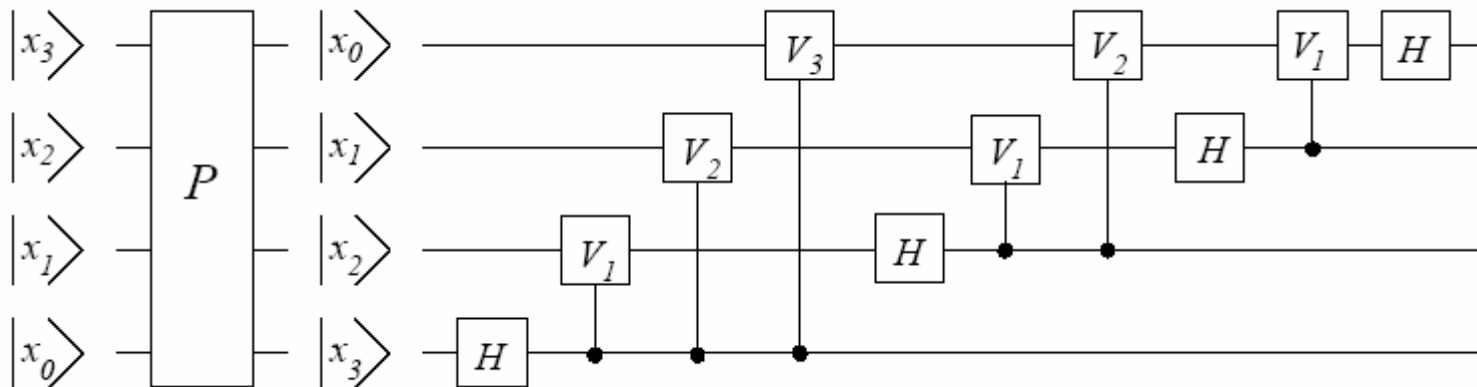 |x₃⟩ |x₀⟩ V₃ V₂ V₁ H
|x₂⟩ P |x₁⟩ V₂ V₁ H
|x₁⟩ |x₂⟩ V₁ H
|x₀⟩ |x₃⟩ H